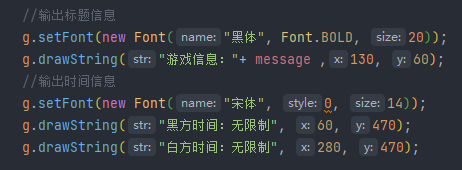 //输出标题信息
g.setFont(new Font( name: "黑体", Font.BOLD, size: 20));
g.drawString( str: "游戏信息："+ message , x: 130, y: 60);
//输出时间信息
g.setFont(new Font( name: "宋体", style: 0, size: 14));
g.drawString( str: "黑方时间：无限制", x: 60, y: 470);
g.drawString( str: "白方时间：无限制", x: 280, y: 470);